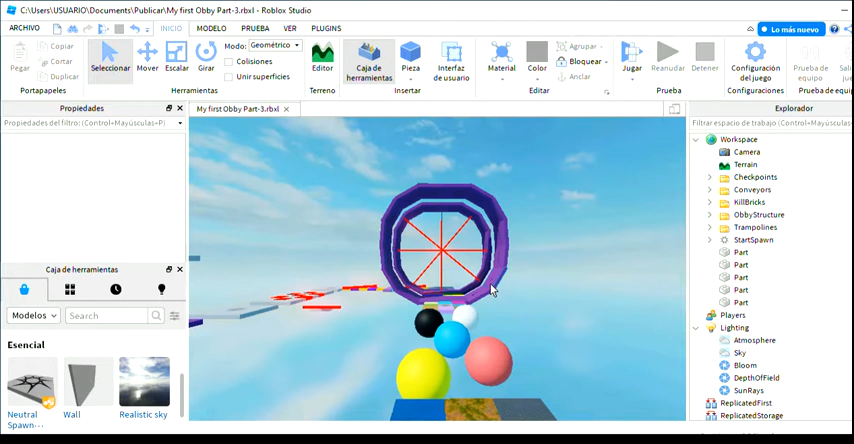 C:\Users\USUARIO\Documents\Publicar\My first Obby Part-3.rbxl - Roblox Studio
ARCHIVO INICIO MODELO PRUEBA VER PLUGINS Lo más nuevo
Pegar
Copiar
Cortar
Duplicar
Portapapeles
Seleccionar
Mover
Escalar
Girar
Modo: Geométrico
Colisiones
Unir superficies
Herramientas
Editor
Terreno
Caja de
herramientas
Pieza
Interfaz
de usuario
Insertar
Material
Color
Agrupar
Bloquear
Anclar
Editar
Jugar
Reanudar
Detener
Prueba
Configuración
del juego
Configuraciones
Prueba de
equipo
Prueba de equipo
Propiedades
Propiedades del filtro: (Control+Mayúsculas+P)
Caja de herramientas
Modelos
Search
Esencial
Neutral
Spawn...
Wall
Realistic sky
My first Obby Part-3.rbxl
Explorador
Filtrar espacio de trabajo (Control+Mayús
Workspace
Camera
Terrain
Checkpoints
Conveyors
KillBricks
ObbyStructure
Trampolines
StartSpawn
Part
Part
Part
Part
Part
Players
Lighting
Atmosphere
Sky
Bloom
DepthOfField
SunRays
ReplicatedFirst
ReplicatedStorage